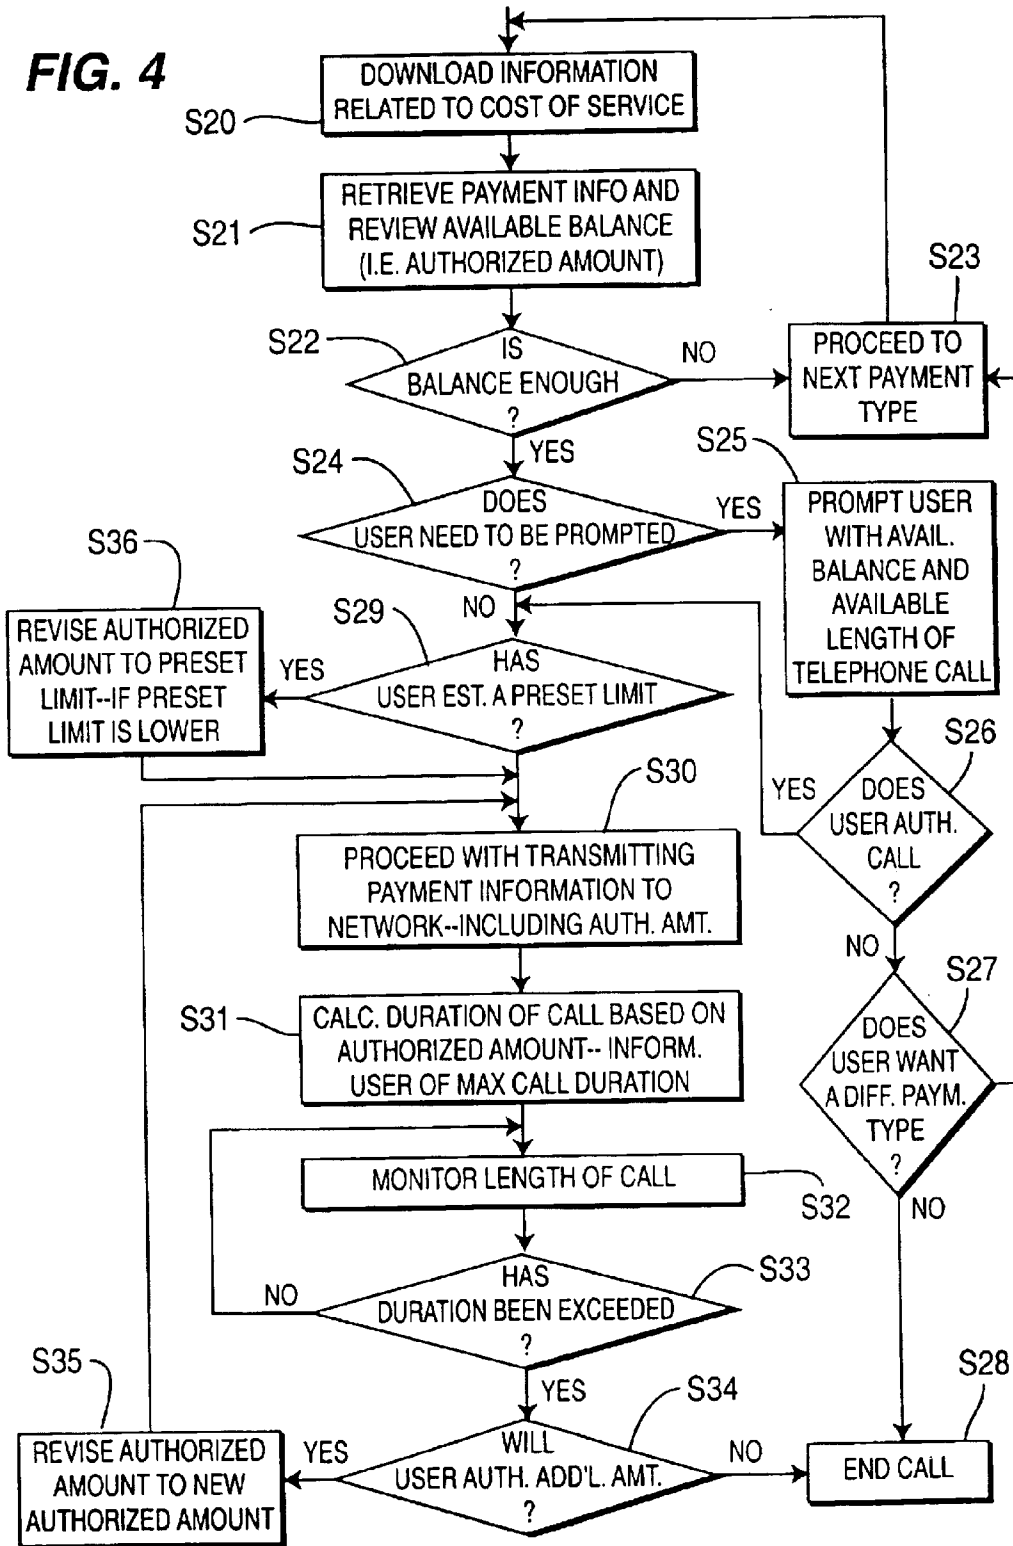 FIG. 4
DOWNLOAD INFORMATION
RELATED TO COST OF SERVICE
S20
RETRIEVE PAYMENT INFO AND
REVIEW AVAILABLE BALANCE
(I.E. AUTHORIZED AMOUNT)
S21
S22
IS
BALANCE ENOUGH
?
NO
YES
S23
PROCEED TO
NEXT PAYMENT
TYPE
S24
DOES
USER NEED TO BE PROMPTED
?
YES
NO
S25
PROMPT USER
WITH AVAIL.
BALANCE AND
AVAILABLE
LENGTH OF
TELEPHONE CALL
S36
REVISE AUTHORIZED
AMOUNT TO PRESET
LIMIT--IF PRESET
LIMIT IS LOWER
S29
YES
HAS
USER EST. A PRESET LIMIT
?
S26
YES
DOES
USER AUTH.
CALL
?
NO
S30
PROCEED WITH TRANSMITTING
PAYMENT INFORMATION TO
NETWORK--INCLUDING AUTH. AMT.
S27
DOES
USER WANT
A DIFF. PAYM.
TYPE
?
NO
S31
CALC. DURATION OF CALL BASED ON
AUTHORIZED AMOUNT-- INFORM.
USER OF MAX CALL DURATION
MONITOR LENGTH OF CALL
S32
HAS
DURATION BEEN EXCEEDED
?
S33
NO
YES
S35
REVISE AUTHORIZED
AMOUNT TO NEW
AUTHORIZED AMOUNT
YES
WILL
USER AUTH. ADD'L. AMT.
?
S34
NO
S28
END CALL